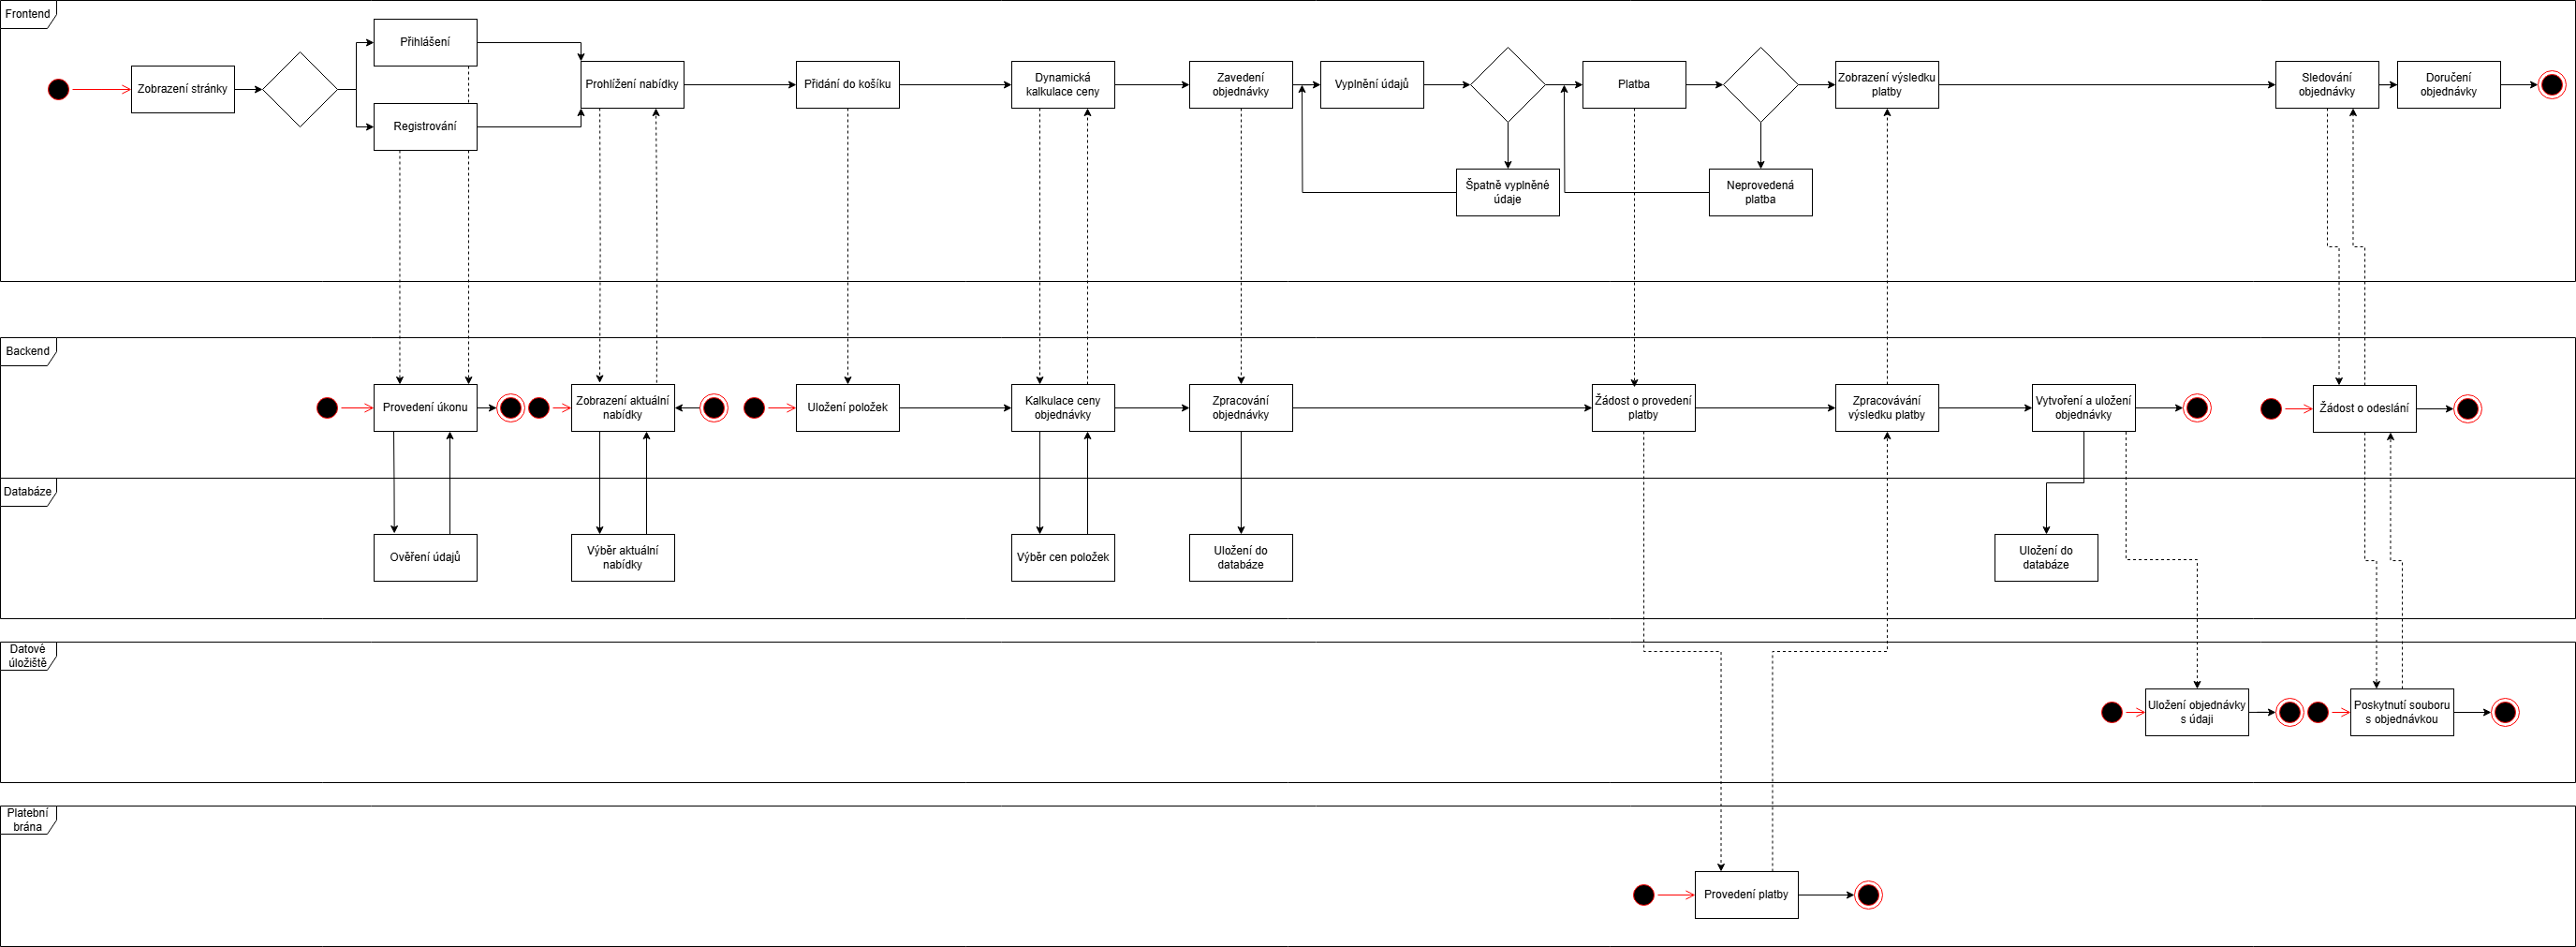 Frontend
Přihlášení
Zobrazení stránky
Registrování
Prohlížení nabídky
Přidání do košíku
Dynamická
kalkulace ceny
Zavedení
objednávky
Vyplnění údajů
Platba
Zobrazení výsledku
platby
Sledování
objednávky
Doručení
objednávky
Špatně vyplněné
údaje
Neprovedená
platba
Backend
Provedení úkonu
Zobrazení aktuální
nabídky
Uložení položek
Kalkulace ceny
objednávky
Zpracování
objednávky
Žádost o provedení
platby
Zpracovávání
výsledku platby
Vytvoření a uložení
objednávky
Žádost o odeslání
Databáze
Ověření údajů
Výběr aktuální
nabídky
Výběr cen položek
Uložení do
databáze
Uložení do
databáze
Datové
úložiště
Uložení objednávky
s údaji
Poskytnutí souboru
s objednávkou
Platební
brána
Provedení platby